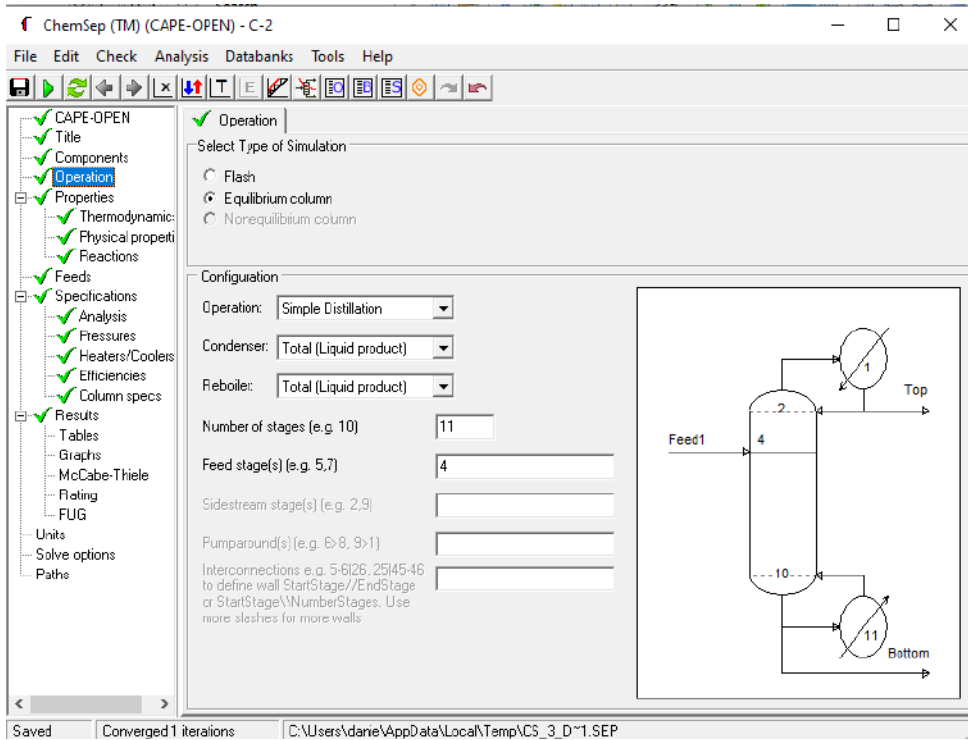 ChemSep (TM) (CAPE-OPEN) - C-2
File Edit Check Analysis Databanks Tools Help
CAPE-OPEN
Title
Components
Operation
Properties
Thermodynamic:
Physical properti
Reactions
Feeds
Specifications
Analysis
Pressures
Heaters/Coolers
Efficiencies
Column specs
Results
Tables
Graphs
McCabe-Thiele
Rating
FUG
Units
Solve options
Paths
Operation
Select Type of Simulation
Flash
Equilibrium column
Nonequilibrium column
Configuration
Operation: Simple Distillation
Condenser: Total (Liquid product)
Reboiler: Total (Liquid product)
Number of stages (e.g. 10) 11
Feed stage(s) (e.g. 5,7) 4
Sidestream stage(s) (e.g. 2,9)
Pumparound(s) (e.g. 6>8, 9>1)
Interconnections e.g. 5-6|26, 25|45-46
to define wall StartStage//EndStage
or StartStage\\NumberStages. Use
more slashes for more walls
1
Top
2
Feed1
4
10
11
Bottom
Saved Converged 1 iterations C:\Users\danie\AppData\Local\Temp\CS_3_D~1.SEP